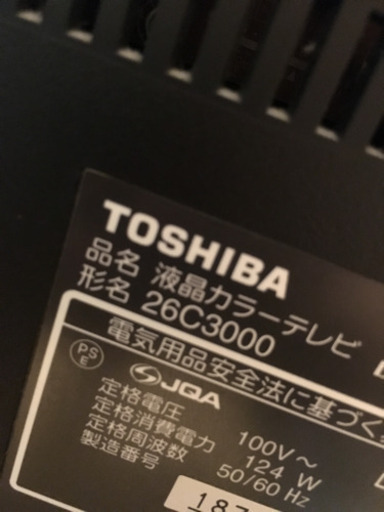 TOSHIBA
品名 液晶カラーテレビ
形名 26C3000
電気用品安全法に基づく
PS
E
JQA
定格電圧 100V～
定格消費電力 124 W
定格周波数 50/60 Hz
製造番号
187